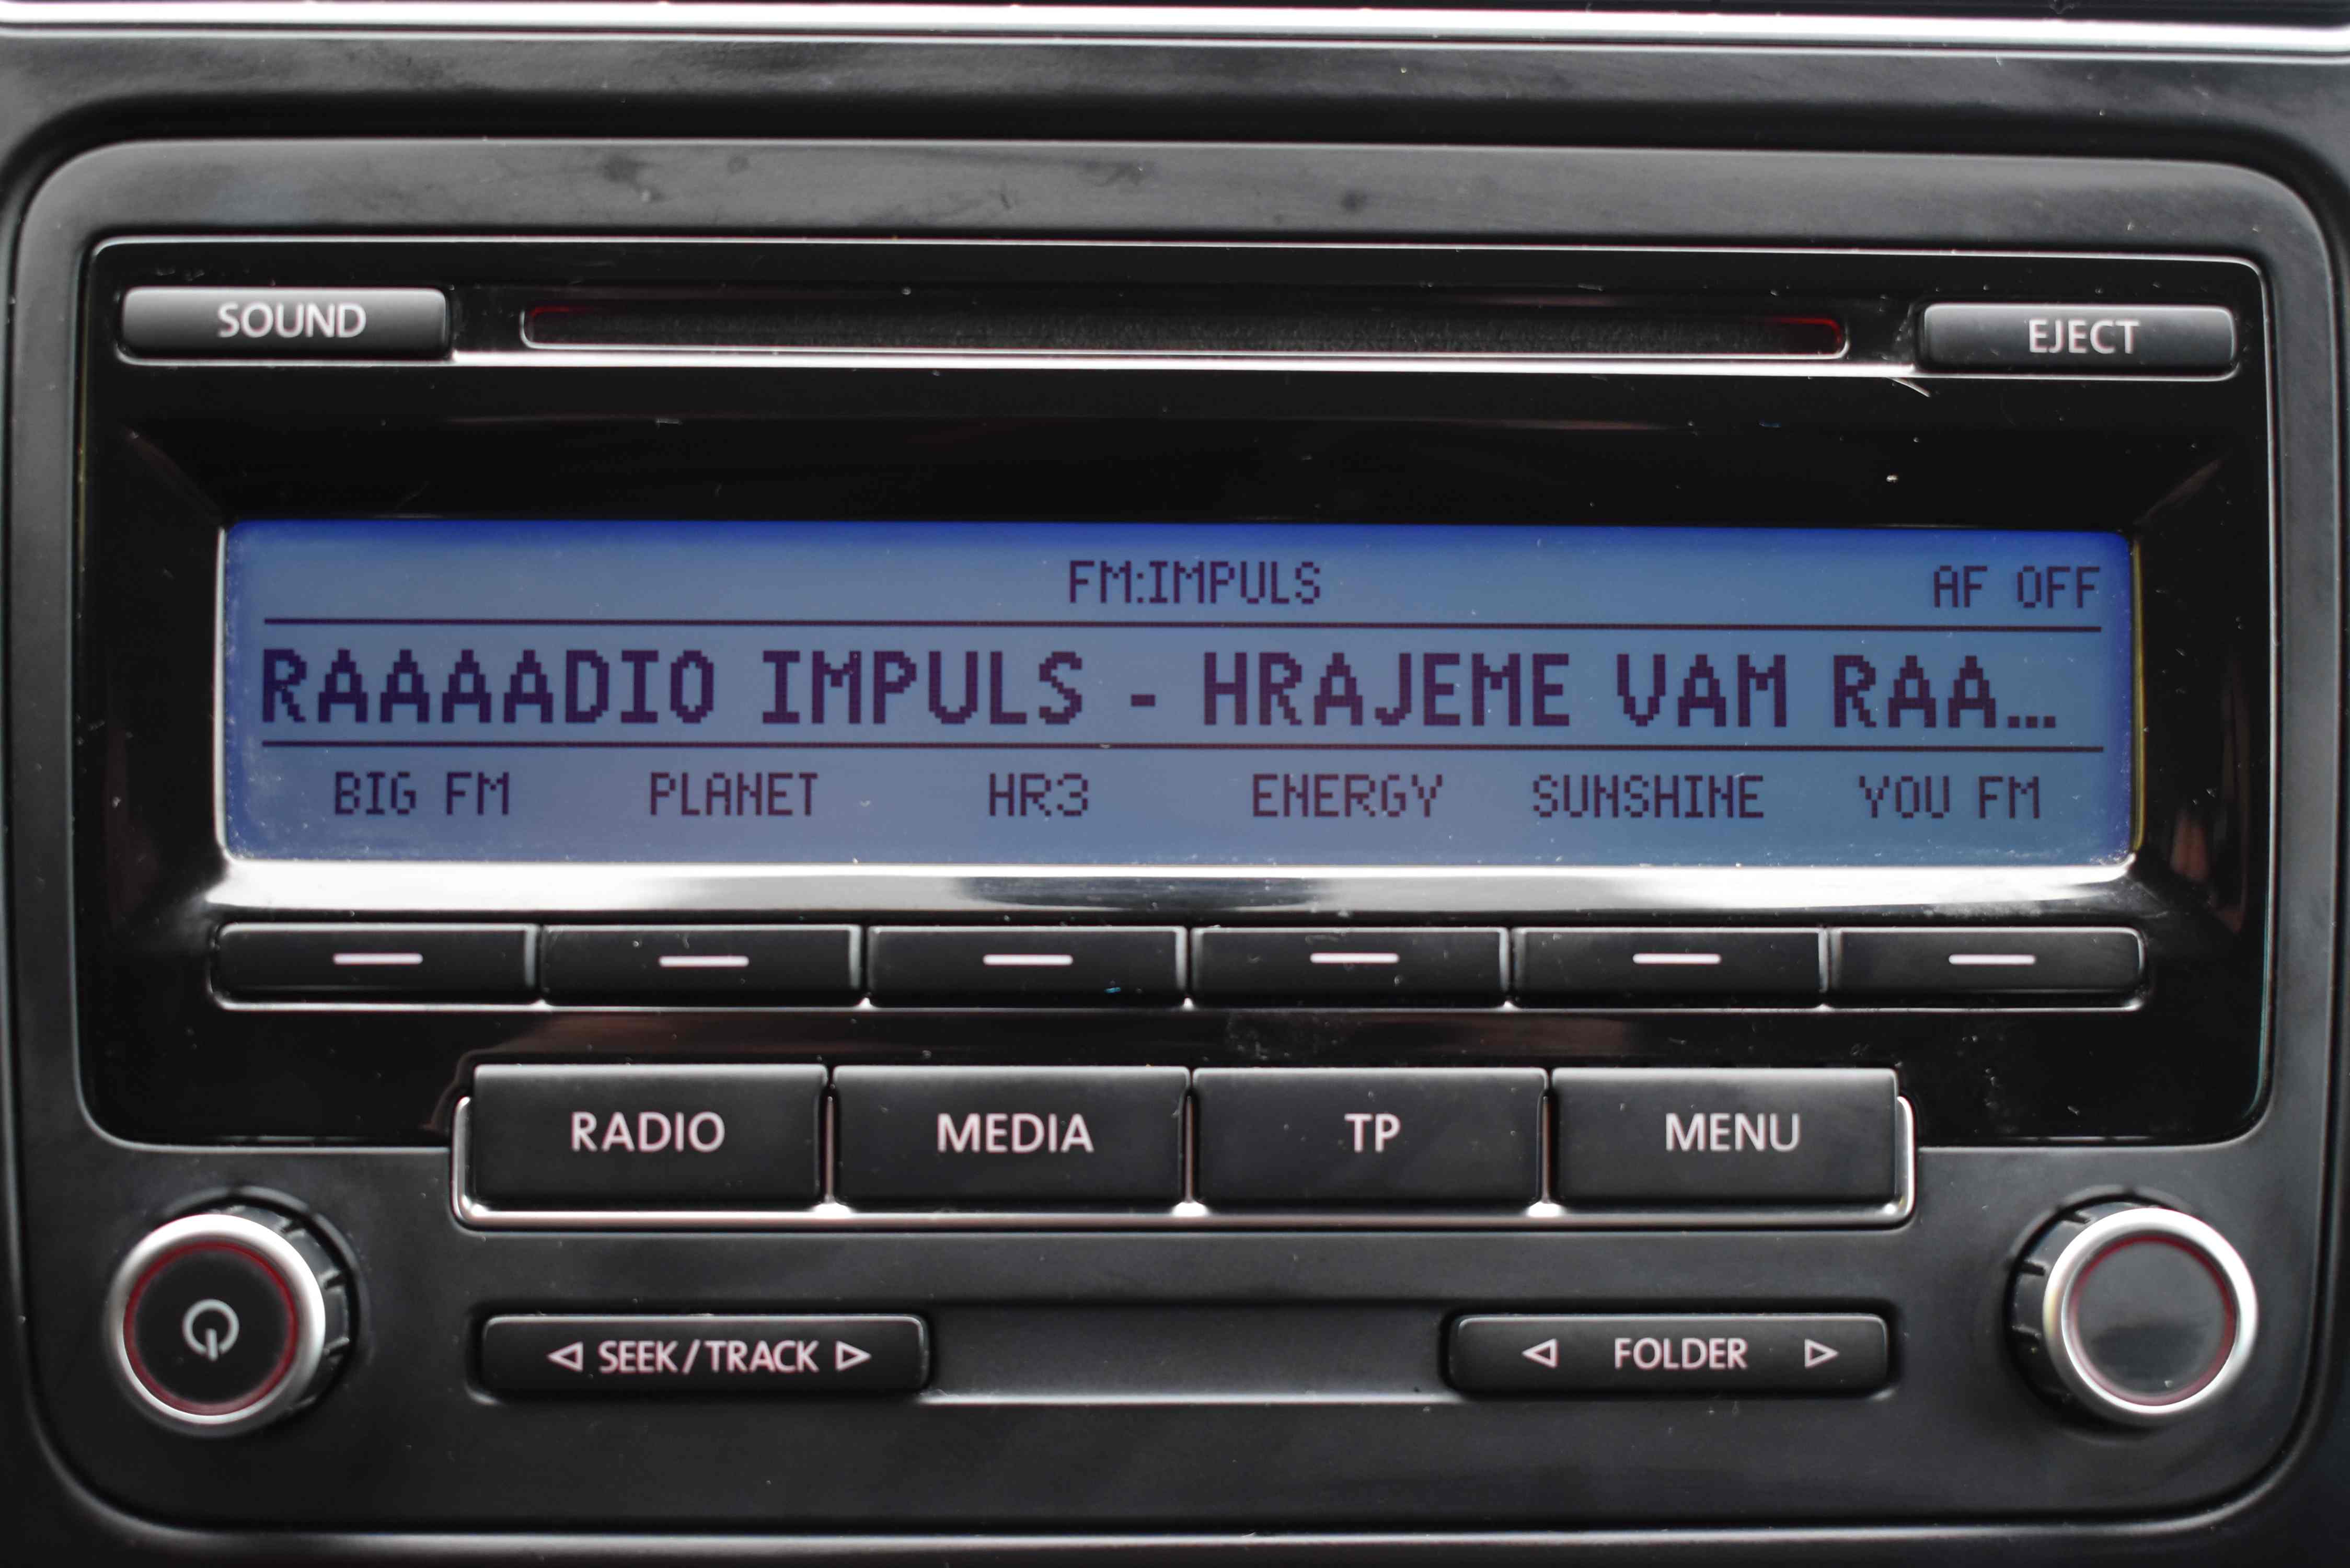 SOUND EJECT
FM:IMPULS AF OFF
RAAAADIO IMPULS - HRAJEME VAM RAA...
BIG FM PLANET HR3 ENERGY SUNSHINE YOU FM
RADIO MEDIA TP MENU
SEEK/TRACK FOLDER